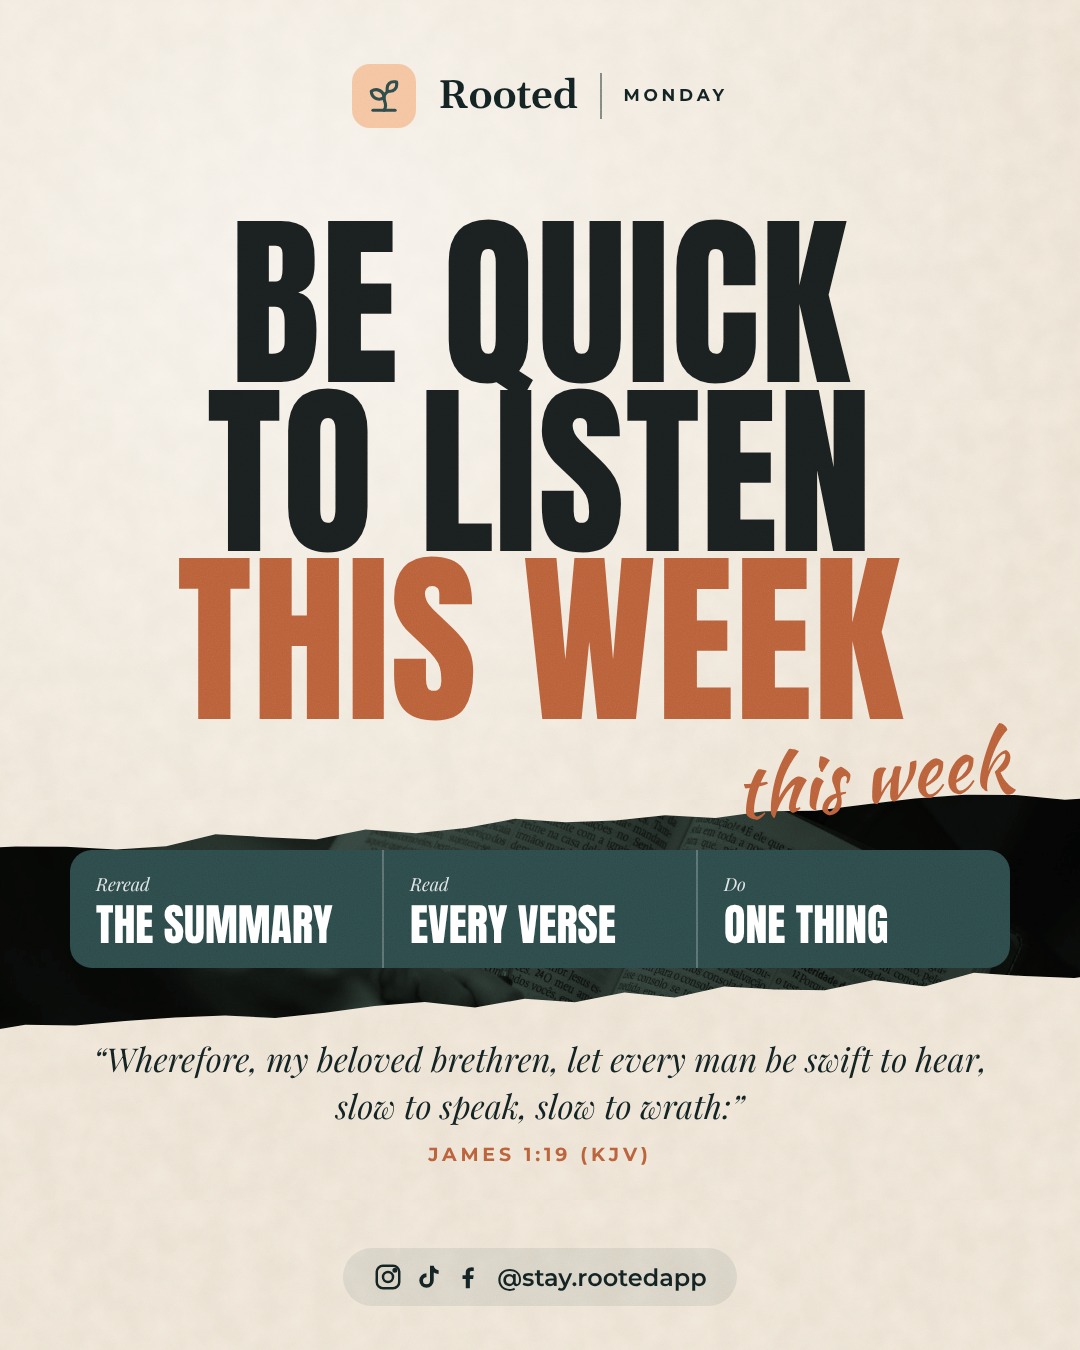 Rooted
MONDAY
BE QUICK
TO LISTEN
THIS WEEK
this week
Reread
THE SUMMARY
Read
EVERY VERSE
Do
ONE THING
“Wherefore, my beloved brethren, let every man be swift to hear,
slow to speak, slow to wrath:”
JAMES 1:19 (KJV)
@stay.rootedapp